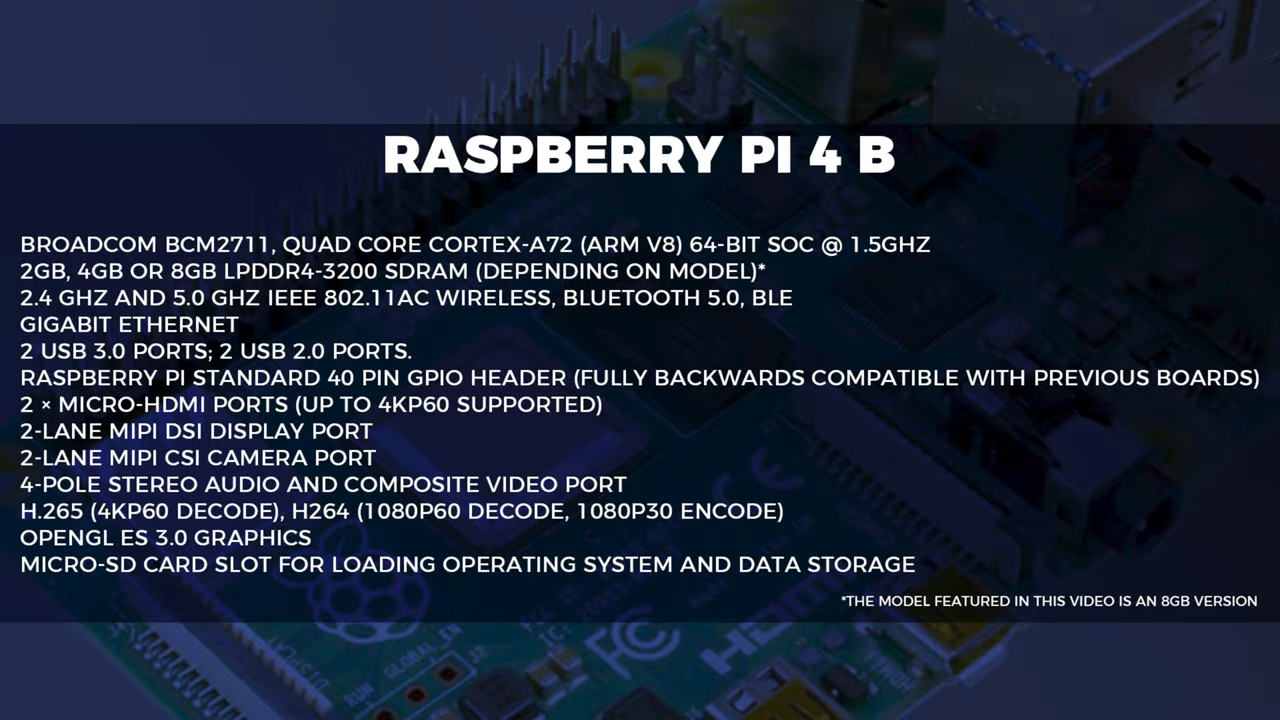 RASPBERRY PI 4 B
BROADCOM BCM2711, QUAD CORE CORTEX-A72 (ARM V8) 64-BIT SOC @ 1.5GHZ
2GB, 4GB OR 8GB LPDDR4-3200 SDRAM (DEPENDING ON MODEL)*
2.4 GHZ AND 5.0 GHZ IEEE 802.11AC WIRELESS, BLUETOOTH 5.0, BLE
GIGABIT ETHERNET
2 USB 3.0 PORTS; 2 USB 2.0 PORTS.
RASPBERRY PI STANDARD 40 PIN GPIO HEADER (FULLY BACKWARDS COMPATIBLE WITH PREVIOUS BOARDS)
2 × MICRO-HDMI PORTS (UP TO 4KP60 SUPPORTED)
2-LANE MIPI DSI DISPLAY PORT
2-LANE MIPI CSI CAMERA PORT
4-POLE STEREO AUDIO AND COMPOSITE VIDEO PORT
H.265 (4KP60 DECODE), H264 (1080P60 DECODE, 1080P30 ENCODE)
OPENGL ES 3.0 GRAPHICS
MICRO-SD CARD SLOT FOR LOADING OPERATING SYSTEM AND DATA STORAGE
*THE MODEL FEATURED IN THIS VIDEO IS AN 8GB VERSION
GLOBAL_EN
RUN
FC
HDMI